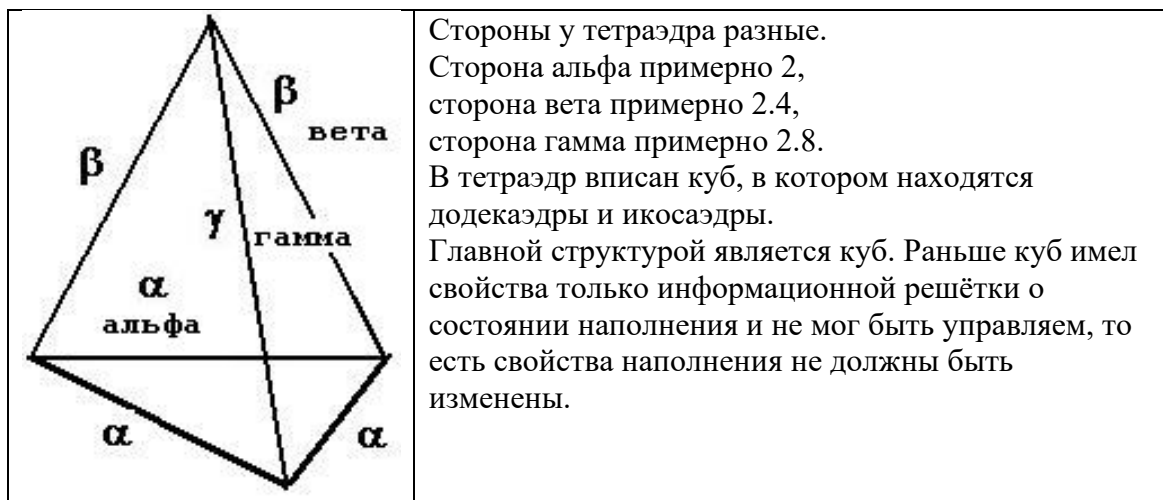 β
β
вета
γ
гамма
α
альфа
α
α
Стороны у тетраэдра разные.
Сторона альфа примерно 2,
сторона вета примерно 2.4,
сторона гамма примерно 2.8.
В тетраэдр вписан куб, в котором находятся
додекаэдры и икосаэдры.
Главной структурой является куб. Раньше куб имел
свойства только информационной решётки о
состоянии наполнения и не мог быть управляем, то
есть свойства наполнения не должны быть
изменены.